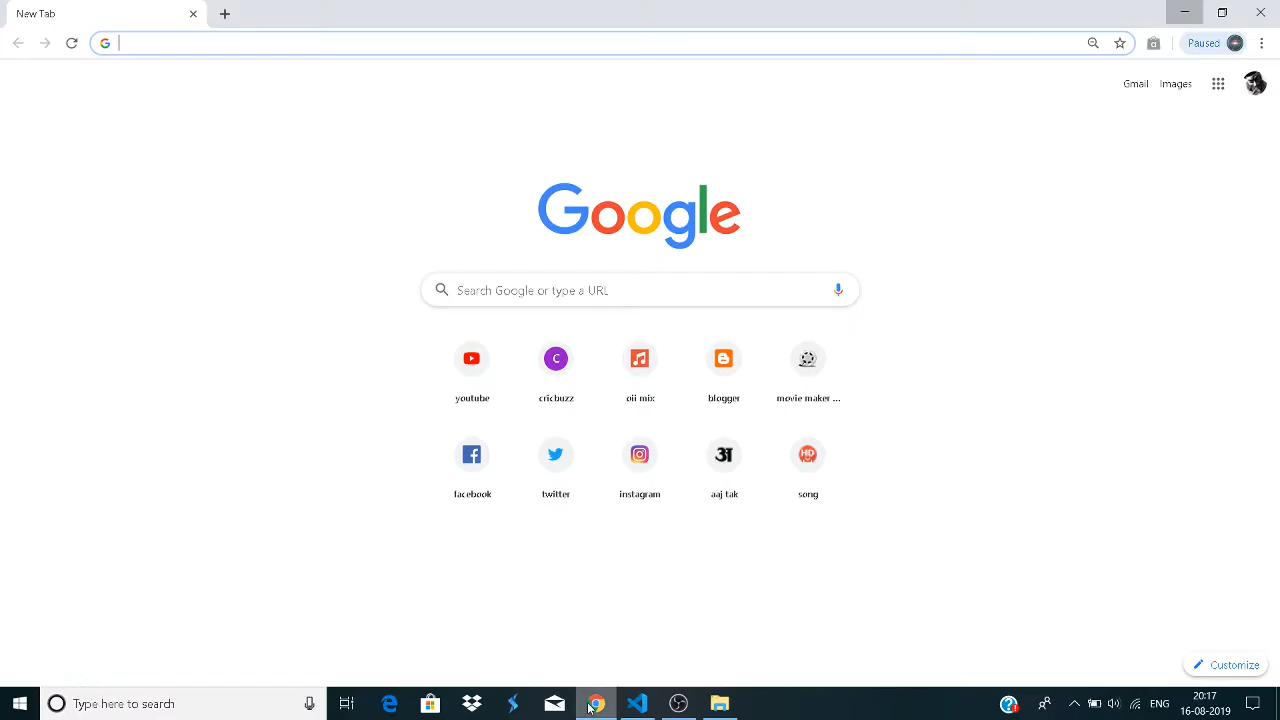 New Tab
Paused
Gmail Images
Google
Search Google or type a URL
C
youtube cricbuzz oii mix blogger movie maker ...
अ HD
facebook twitter instagram aaj tak song
Customize
Type here to search
ENG
20:17
16-08-2019